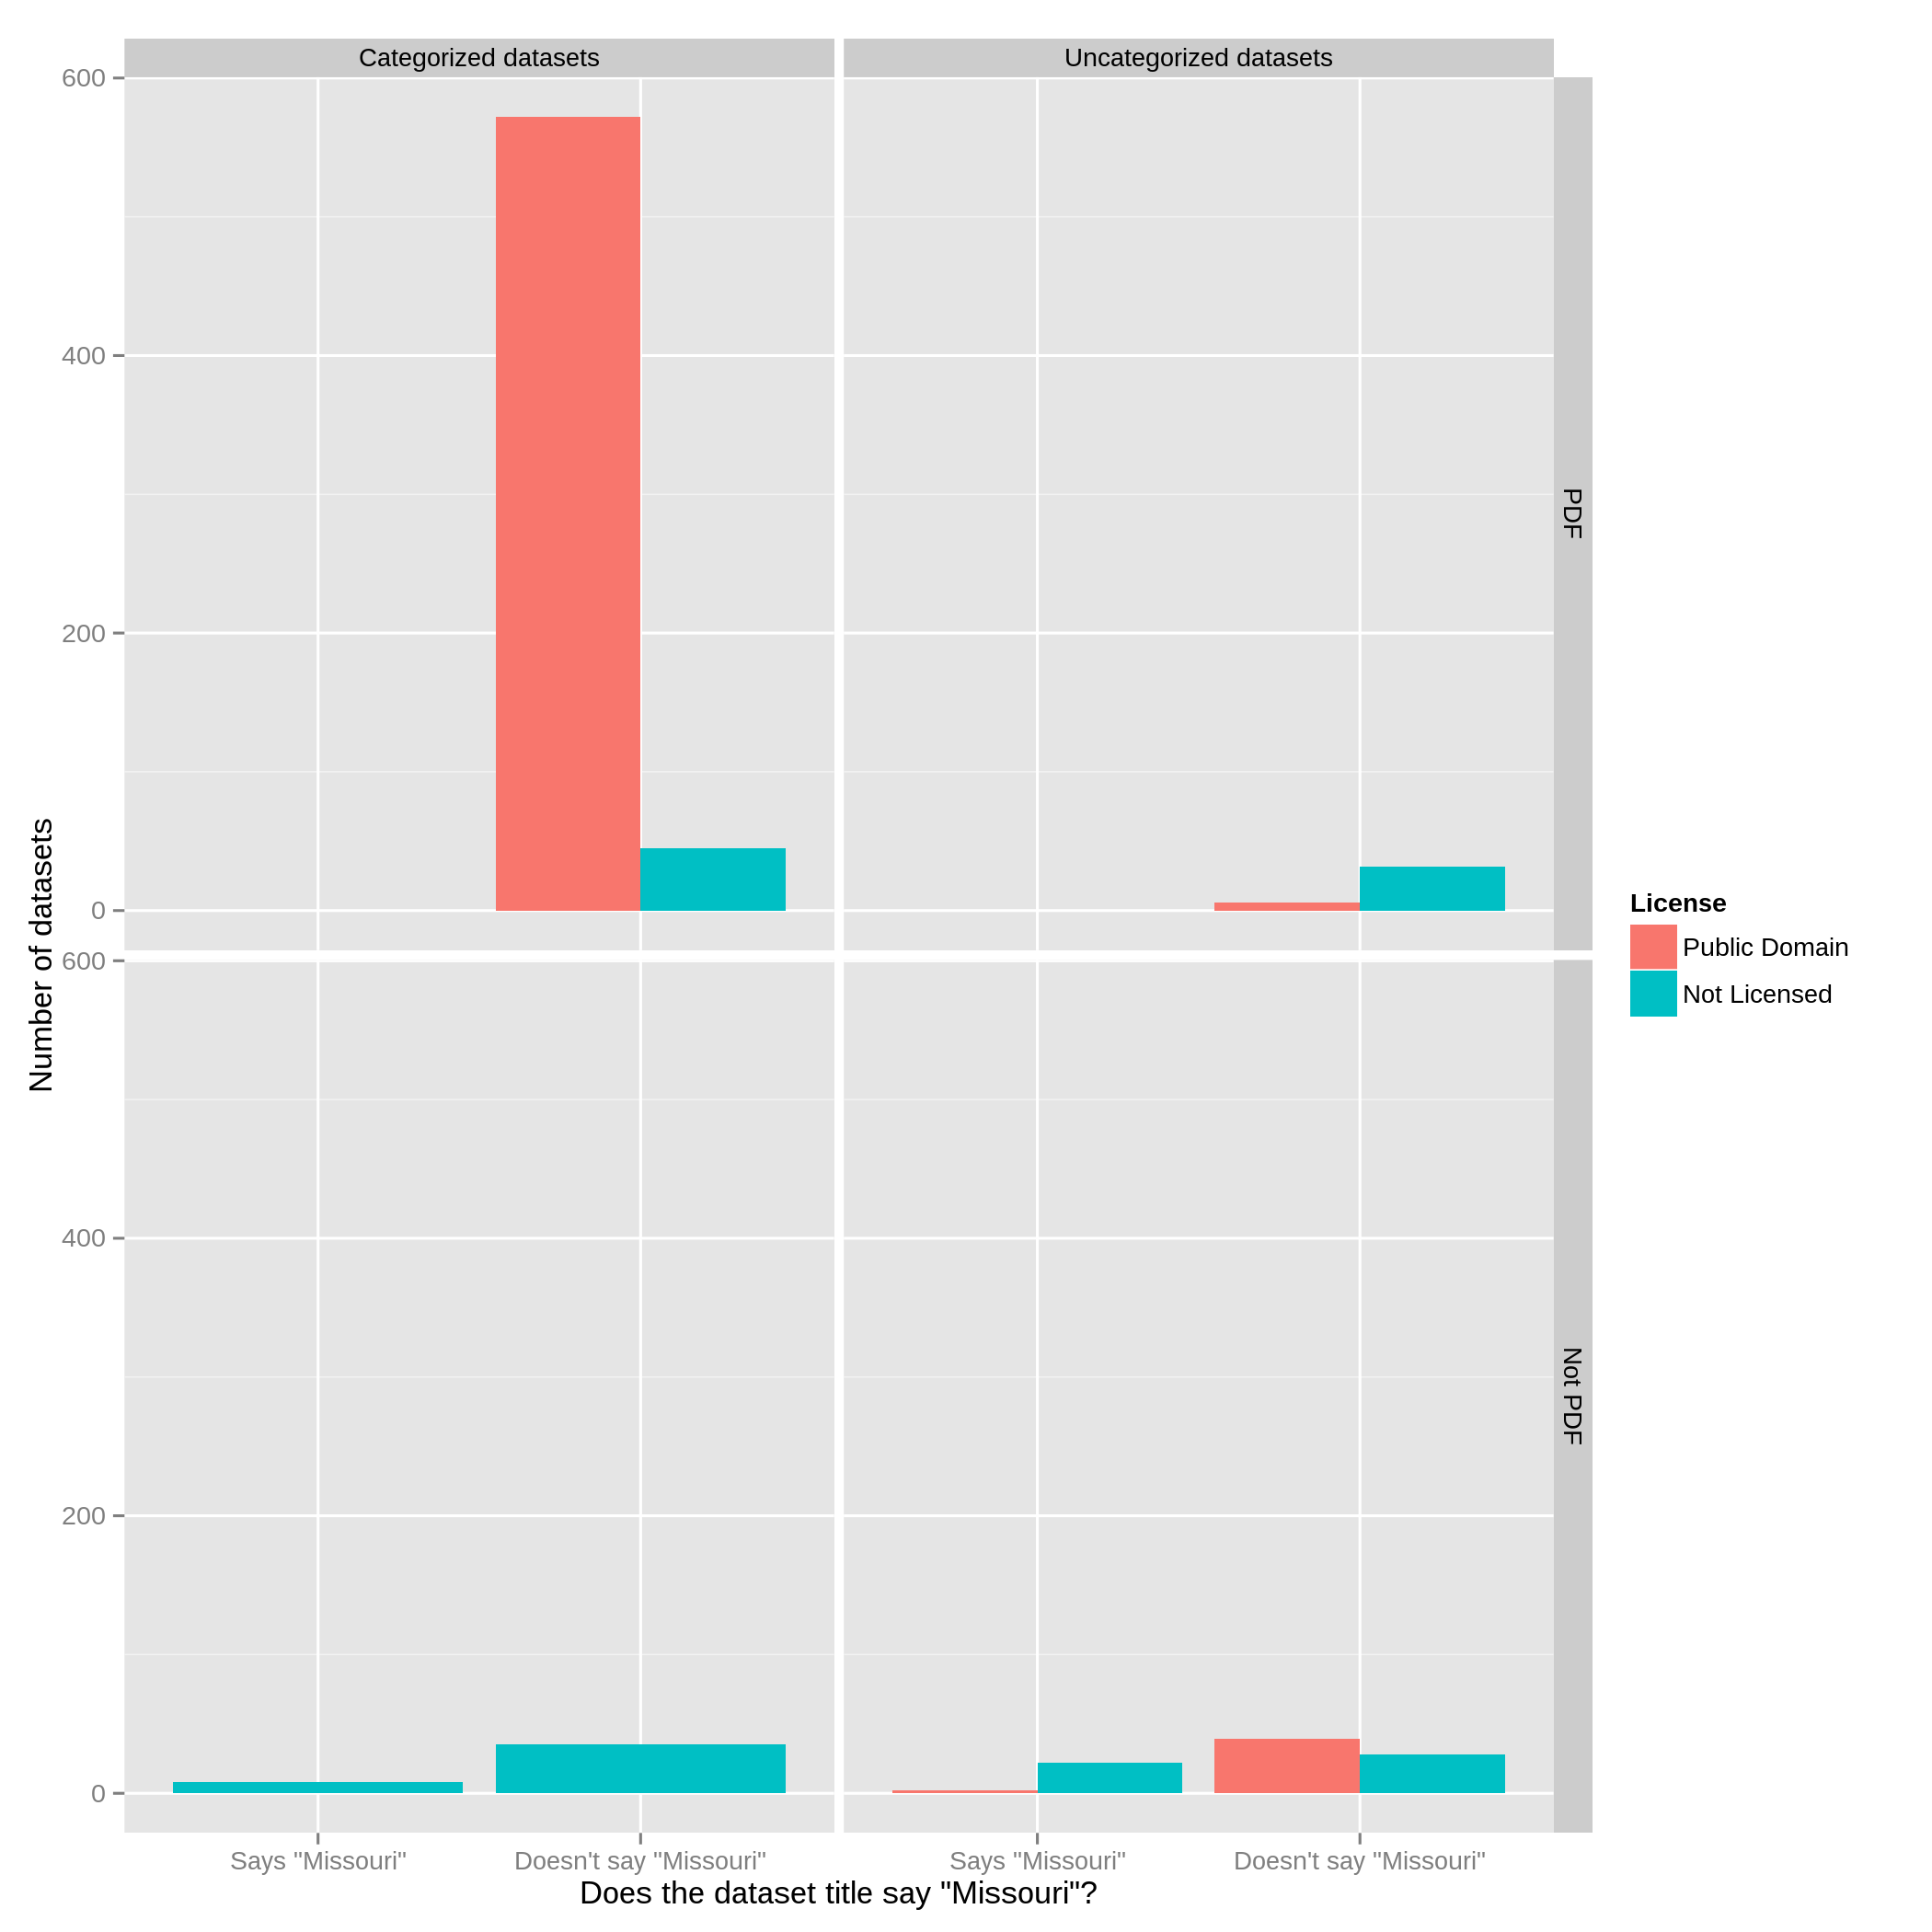 Categorized datasets
Uncategorized datasets
600
400
200
0
PDF
600
400
200
0
Not PDF
Number of datasets
Says "Missouri"
Doesn't say "Missouri"
Says "Missouri"
Doesn't say "Missouri"
Does the dataset title say "Missouri"?
License
Public Domain
Not Licensed